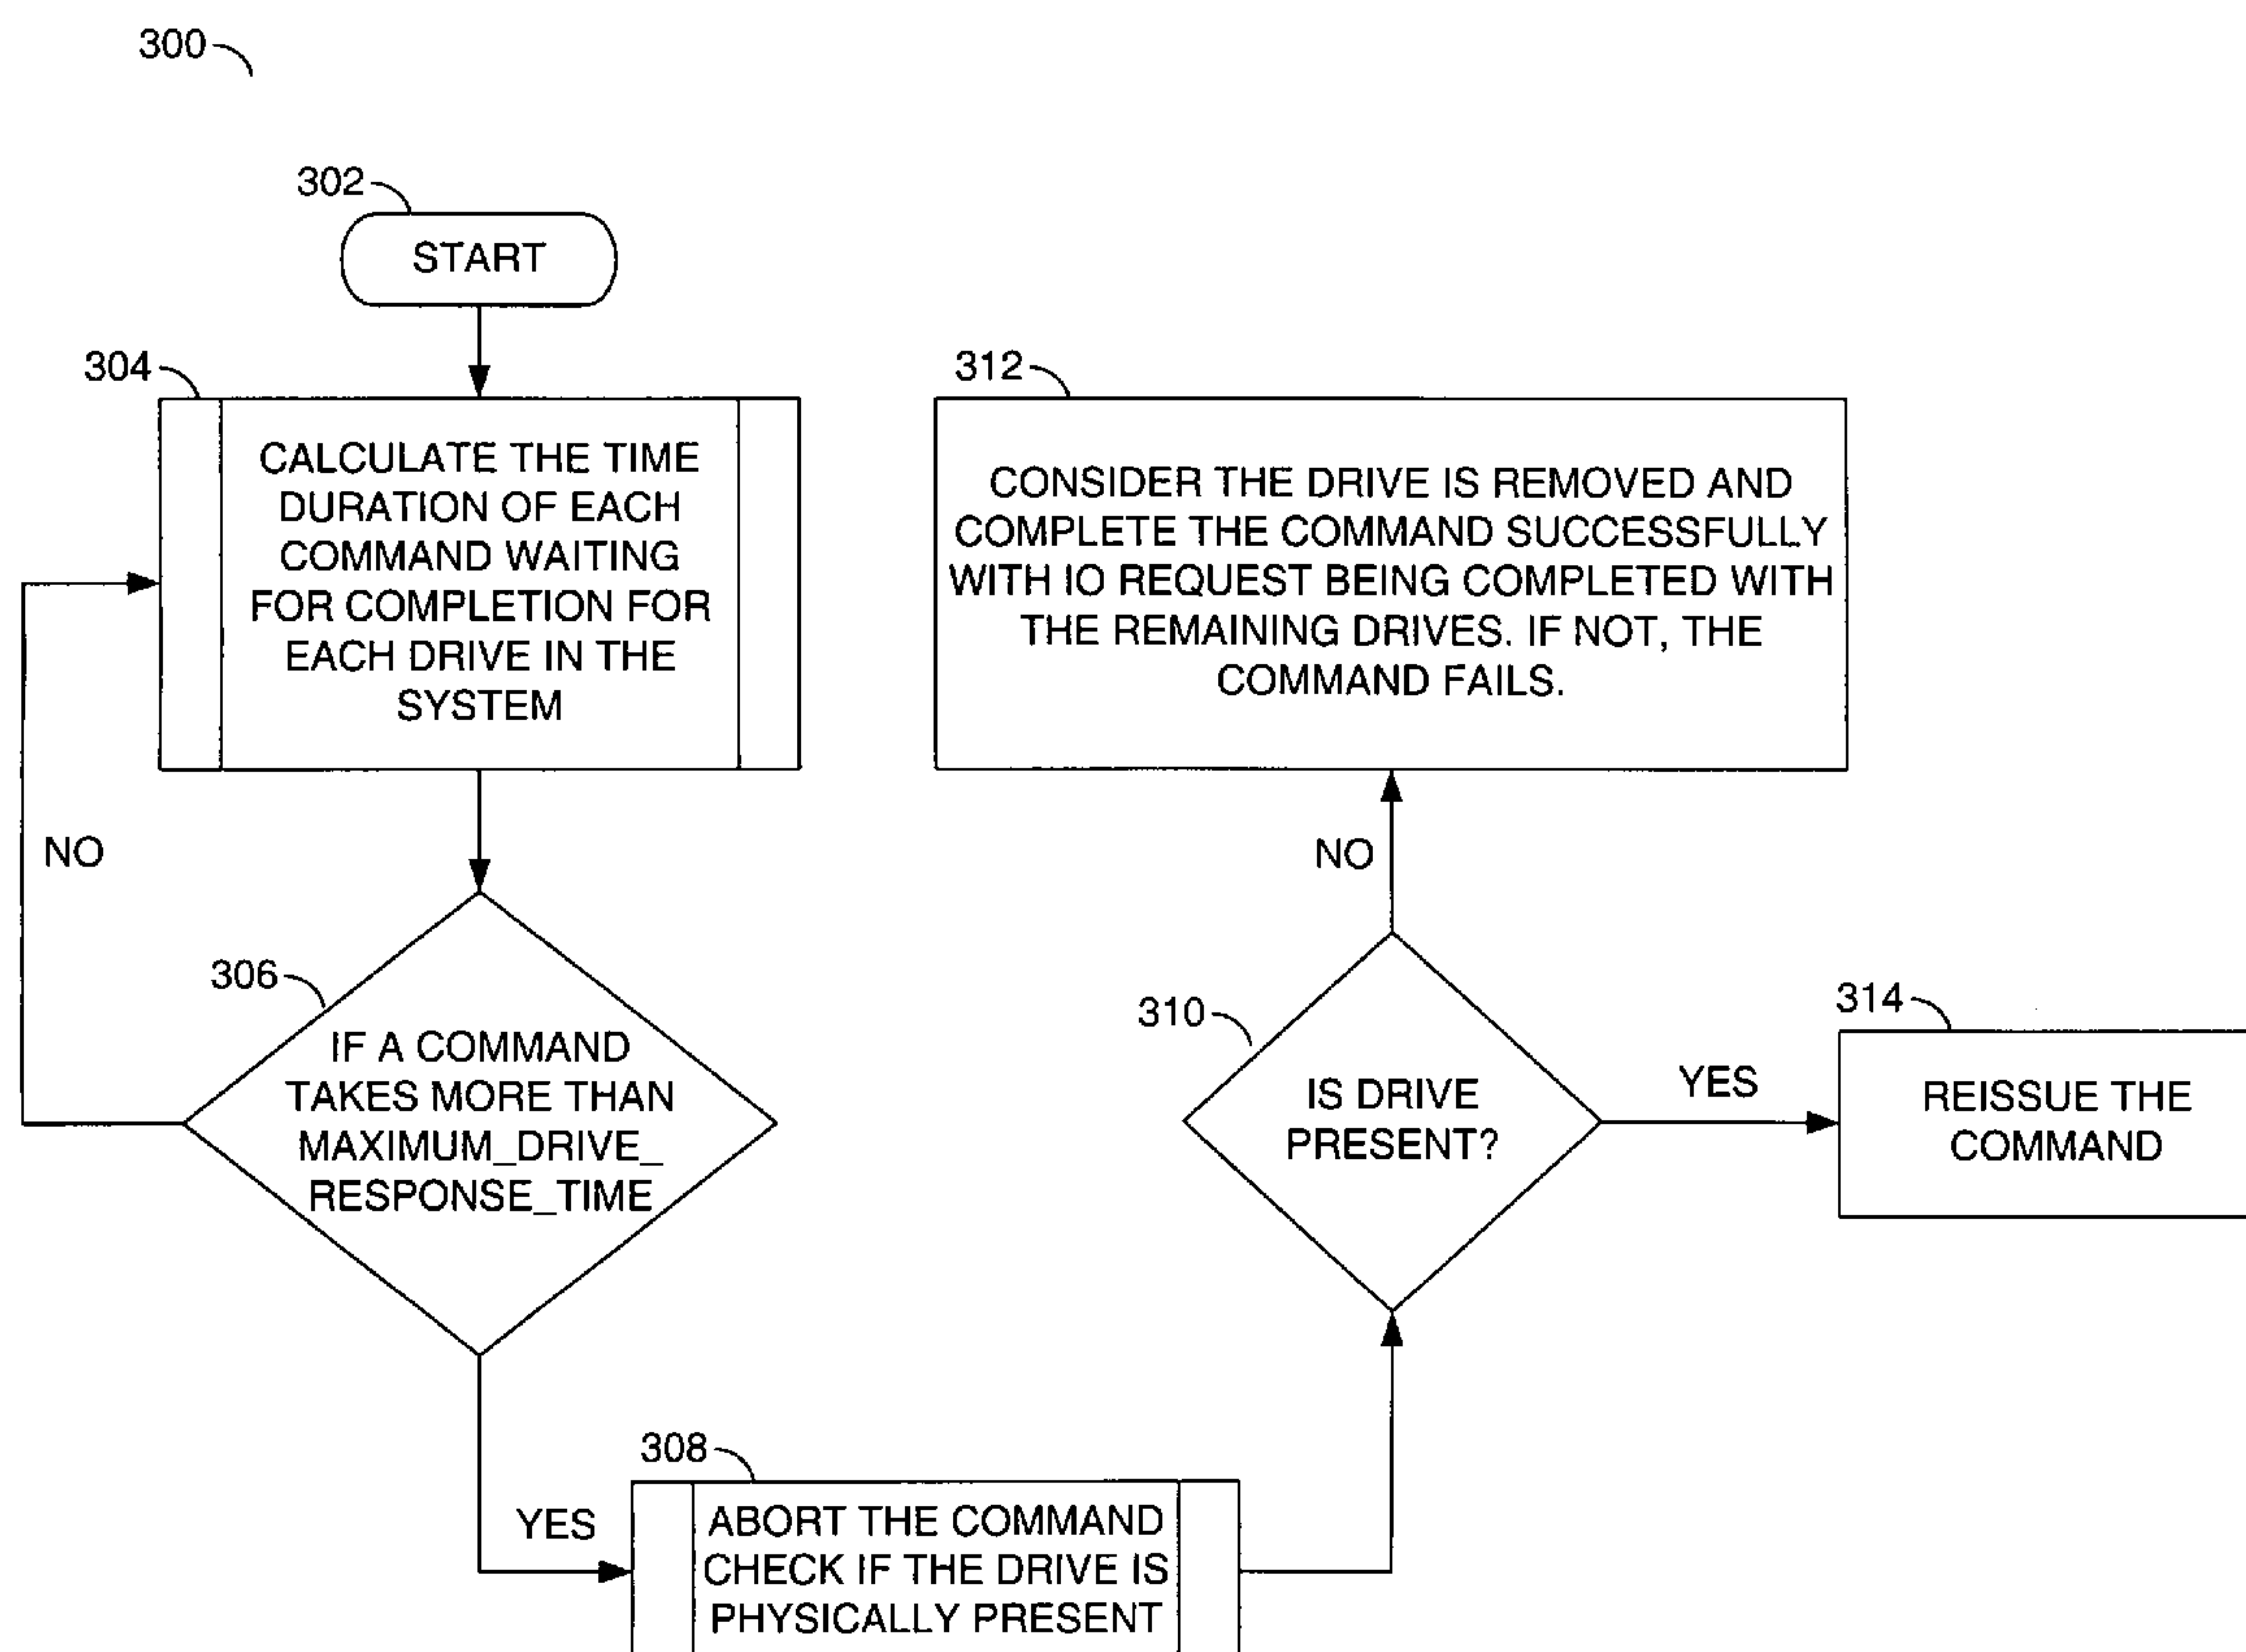 300
302
START
304
CALCULATE THE TIME
DURATION OF EACH
COMMAND WAITING
FOR COMPLETION FOR
EACH DRIVE IN THE
SYSTEM
NO
306
IF A COMMAND
TAKES MORE THAN
MAXIMUM_DRIVE_
RESPONSE_TIME
YES
308
ABORT THE COMMAND
CHECK IF THE DRIVE IS
PHYSICALLY PRESENT
310
IS DRIVE
PRESENT?
NO
312
CONSIDER THE DRIVE IS REMOVED AND
COMPLETE THE COMMAND SUCCESSFULLY
WITH IO REQUEST BEING COMPLETED WITH
THE REMAINING DRIVES. IF NOT, THE
COMMAND FAILS.
YES
314
REISSUE THE
COMMAND